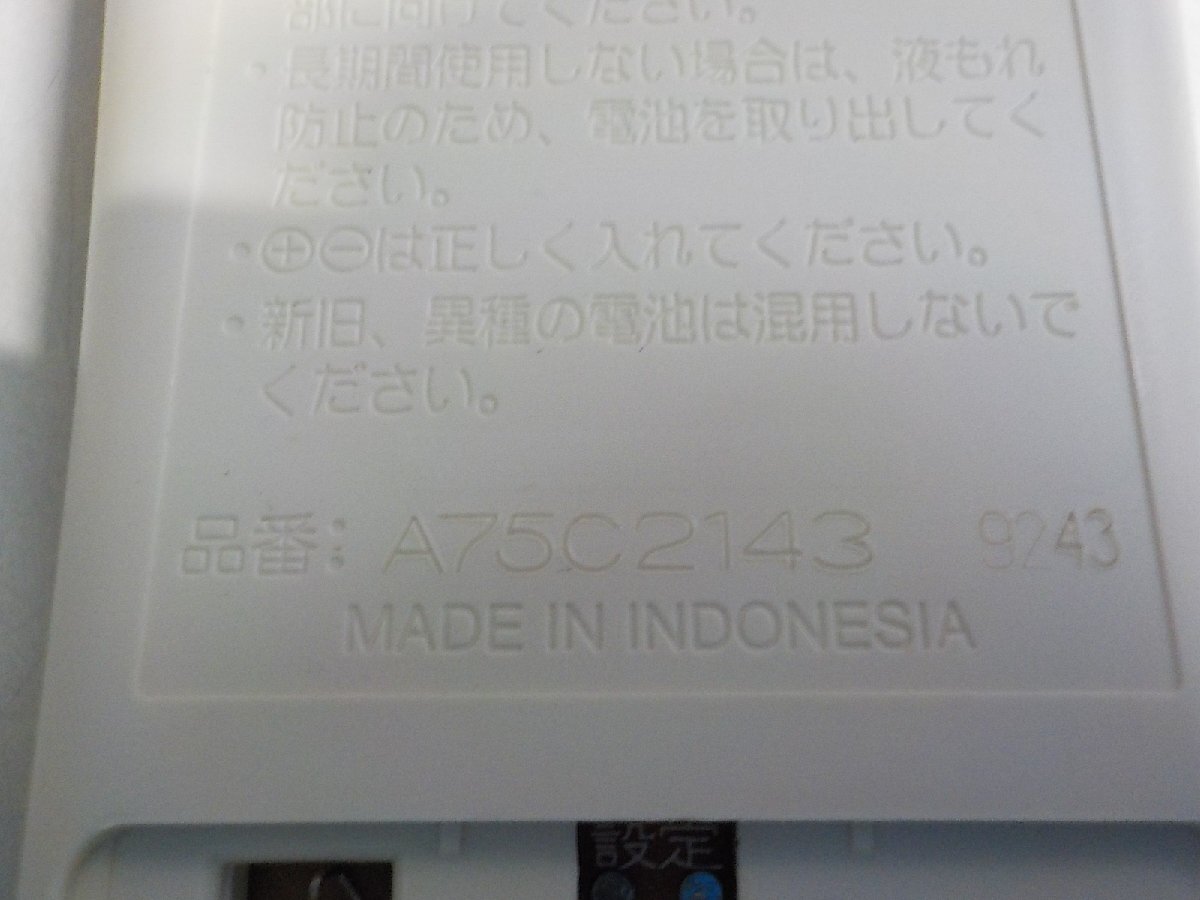 部に向けてください。
・長期間使用しない場合は、液もれ
防止のため、電池を取り出してく
ださい。
・⊕⊖は正しく入れてください。
・新旧、異種の電池は混用しないで
ください。
品番: A75C2143 9243
MADE IN INDONESIA
設定